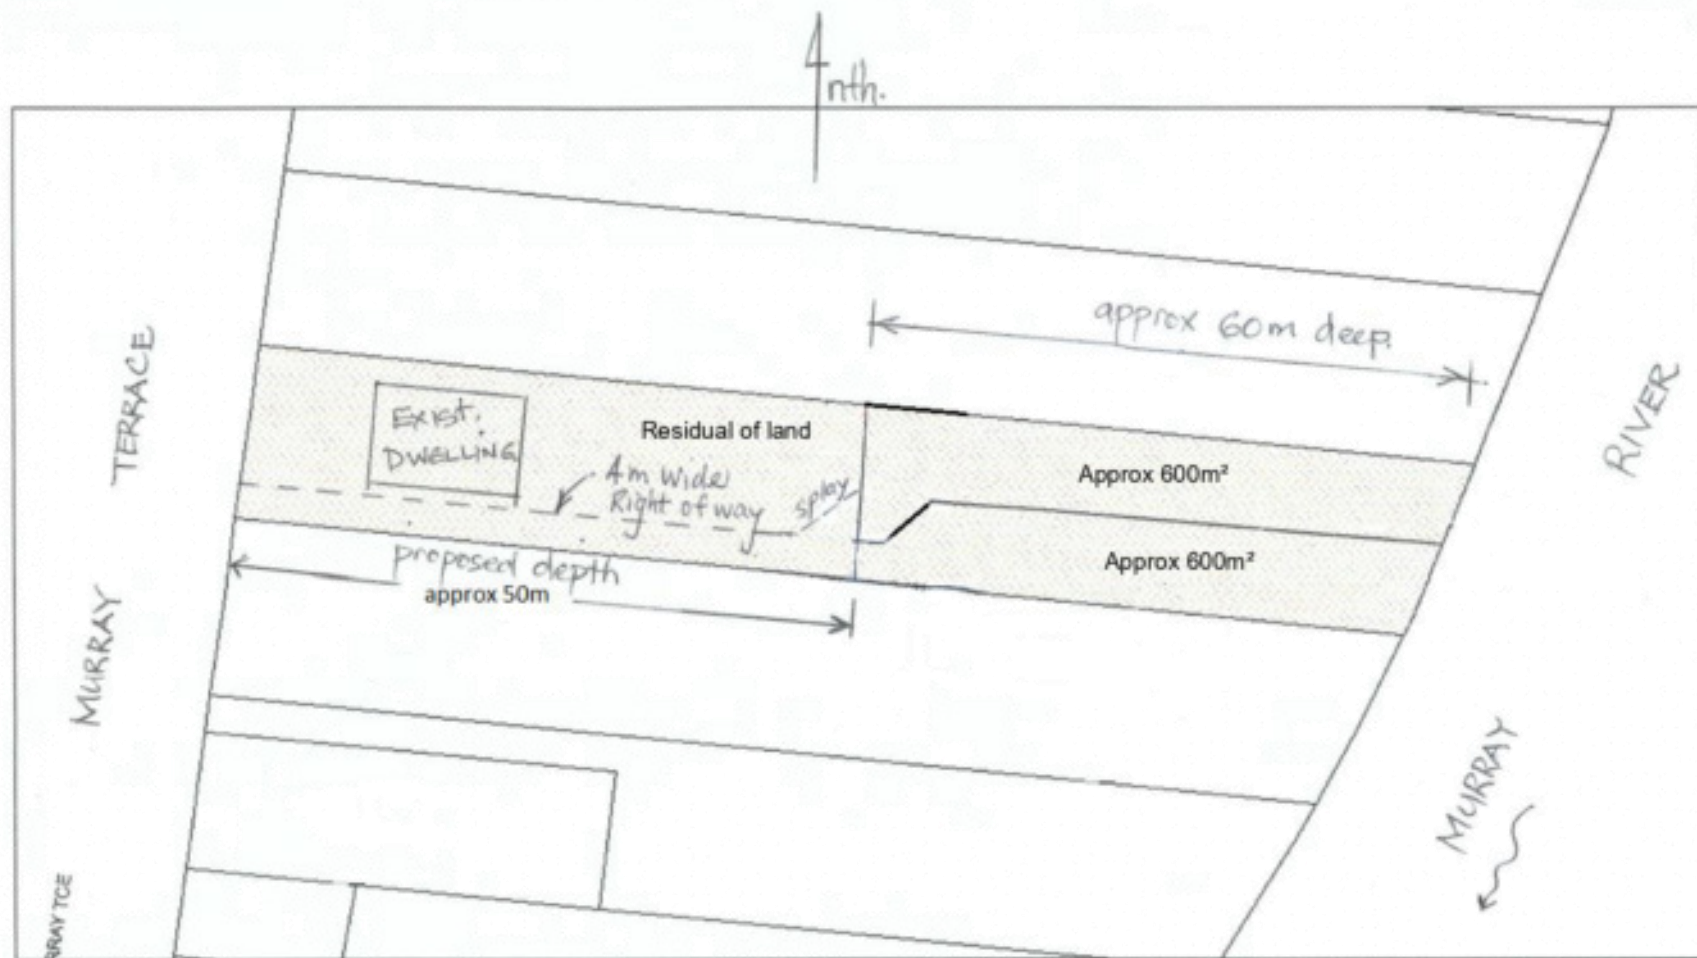 nth.
approx 60m deep.
TERRACE
RIVER
EXIST.
DWELLING
Residual of land
4m wide
Right of way
splay
Approx 600m²
Approx 600m²
proposed depth
approx 50m
MURRAY
MURRAY
RRAY TCE